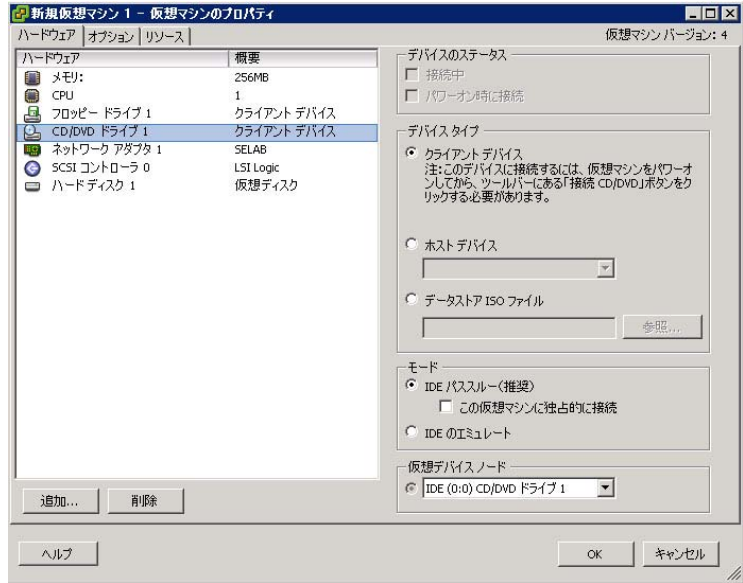 新規仮想マシン 1 - 仮想マシンのプロパティ
ハードウェア オプション リソース 仮想マシン バージョン: 4
ハードウェア 概要
メモリ: 256MB
CPU 1
フロッピー ドライブ 1 クライアント デバイス
CD/DVD ドライブ 1 クライアント デバイス
ネットワーク アダプタ 1 SELAB
SCSI コントローラ 0 LSI Logic
ハード ディスク 1 仮想ディスク
追加... 削除
デバイスのステータス
接続中
パワーオン時に接続
デバイス タイプ
クライアント デバイス
注:このデバイスに接続するには、仮想マシンをパワーオ
ンしてから、ツールバーにある「接続 CD/DVD」ボタンをク
リックする必要があります。
ホスト デバイス
データストア ISO ファイル
参照...
モード
IDE パススルー(推奨)
この仮想マシンに独占的に接続
IDE のエミュレート
仮想デバイス ノード
IDE (0:0) CD/DVD ドライブ 1
ヘルプ OK キャンセル